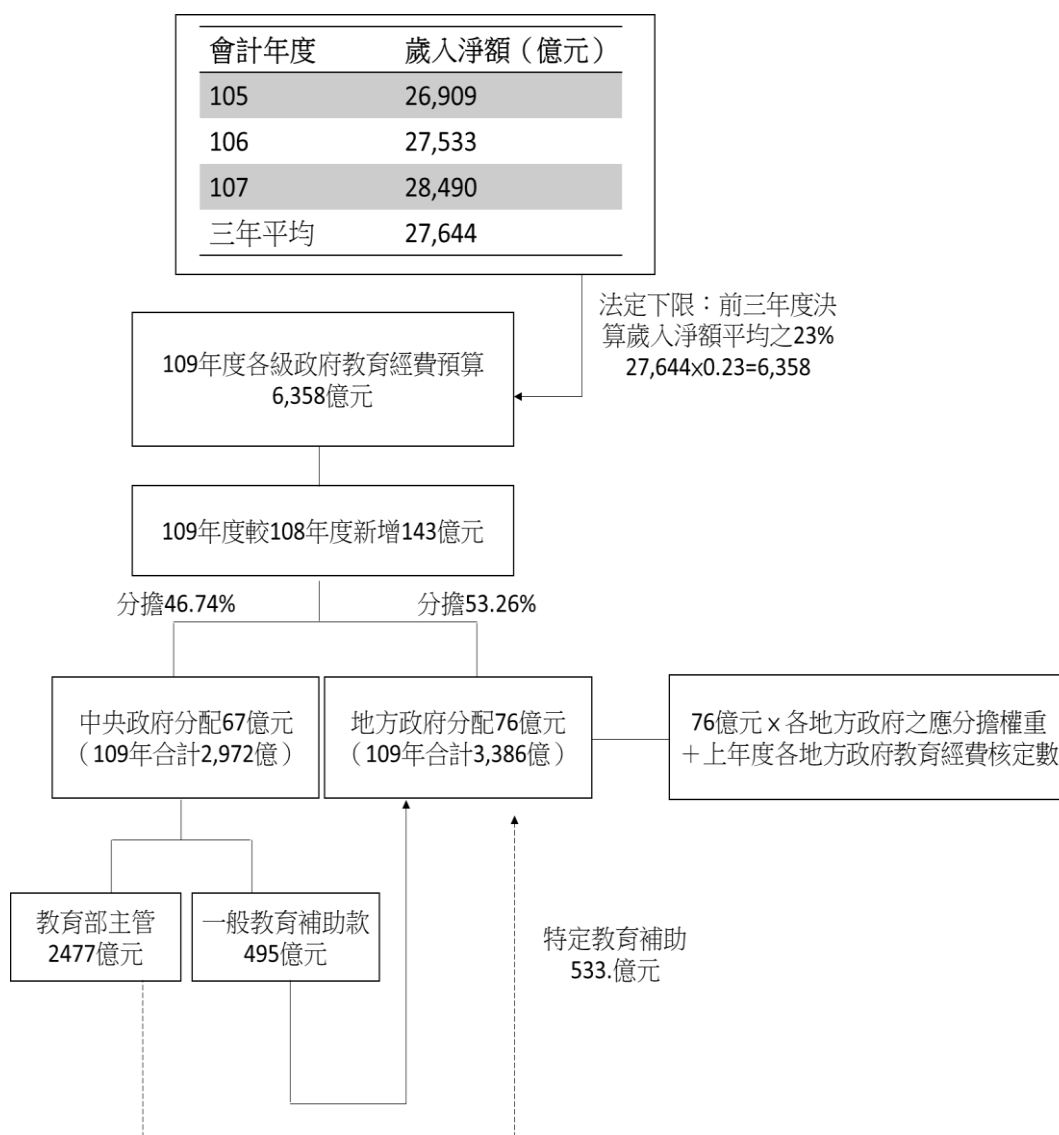 會計年度 歲入淨額（億元）
105 26,909
106 27,533
107 28,490
三年平均 27,644
法定下限：前三年度決
算歲入淨額平均之23%
27,644x0.23=6,358
109年度各級政府教育經費預算
6,358億元
109年度較108年度新增143億元
分擔46.74%
分擔53.26%
中央政府分配67億元
（109年合計2,972億）
地方政府分配76億元
（109年合計3,386億）
76億元 x 各地方政府之應分擔權重
＋上年度各地方政府教育經費核定數
教育部主管
2477億元
一般教育補助款
495億元
特定教育補助
533.億元